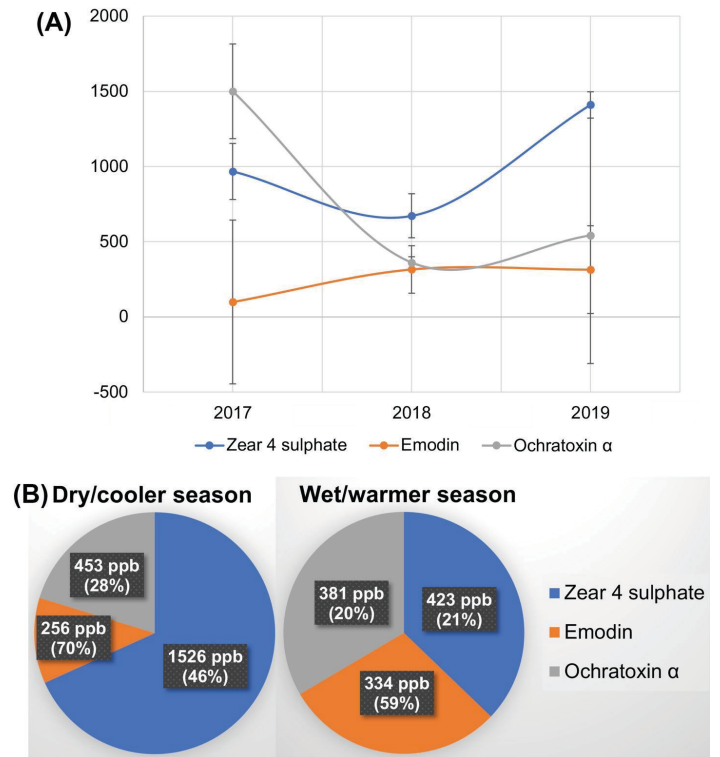 (A)
2000
1500
1000
500
0
-500
2017 2018 2019
Zear 4 sulphate Emodin Ochratoxin α
(B) Dry/cooler season Wet/warmer season
453 ppb
(28%)
256 ppb
(70%)
1526 ppb
(46%)
381 ppb
(20%)
423 ppb
(21%)
334 ppb
(59%)
Zear 4 sulphate
Emodin
Ochratoxin α